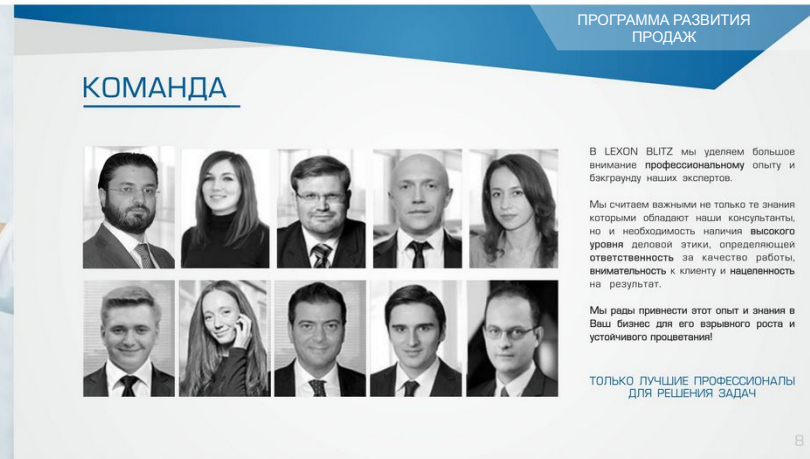 ПРОГРАММА РАЗВИТИЯ
ПРОДАЖ
КОМАНДА
В LEXON BLITZ мы уделяем большое
внимание профессиональному опыту и
бэкграунду наших экспертов.
Мы считаем важными не только те знания
которыми обладают наши консультанты,
но и необходимость наличия высокого
уровня деловой этики, определяющей
ответственность за качество работы,
внимательность к клиенту и нацеленность
на результат.
Мы рады привнести этот опыт и знания в
Ваш бизнес для его взрывного роста и
устойчивого процветания!
ТОЛЬКО ЛУЧШИЕ ПРОФЕССИОНАЛЫ
ДЛЯ РЕШЕНИЯ ЗАДАЧ
8